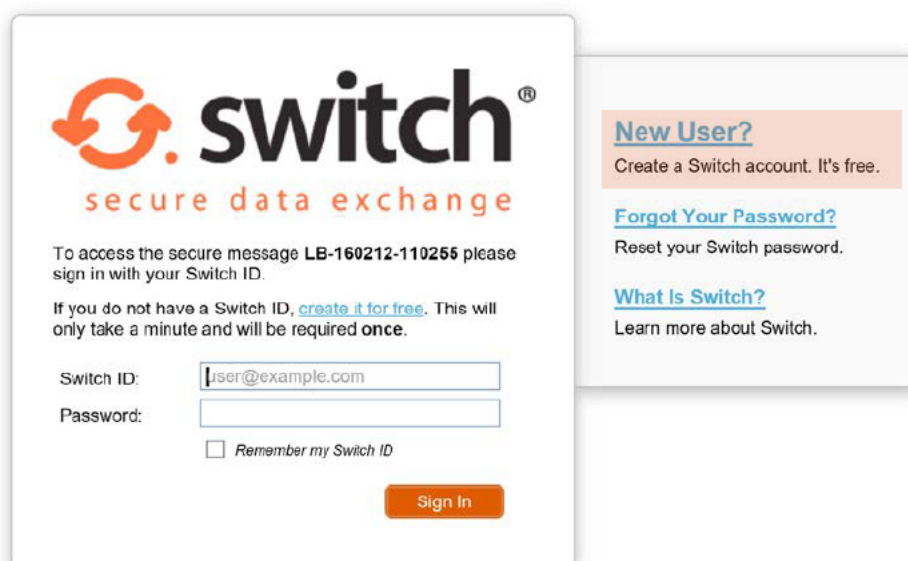 switch®
secure data exchange
To access the secure message LB-160212-110255 please
sign in with your Switch ID.
If you do not have a Switch ID, create it for free. This will
only take a minute and will be required once.
Switch ID:
user@example.com
Password:
Remember my Switch ID
Sign In
New User?
Create a Switch account. It's free.
Forgot Your Password?
Reset your Switch password.
What Is Switch?
Learn more about Switch.